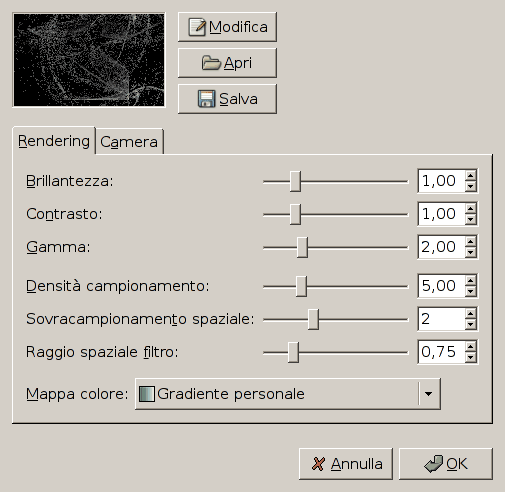 Modifica
Apri
Salva
Rendering Camera
Brillantezza: 1,00
Contrasto: 1,00
Gamma: 2,00
Densità campionamento: 5,00
Sovracampionamento spaziale: 2
Raggio spaziale filtro: 0,75
Mappa colore: Gradiente personale
Annulla OK